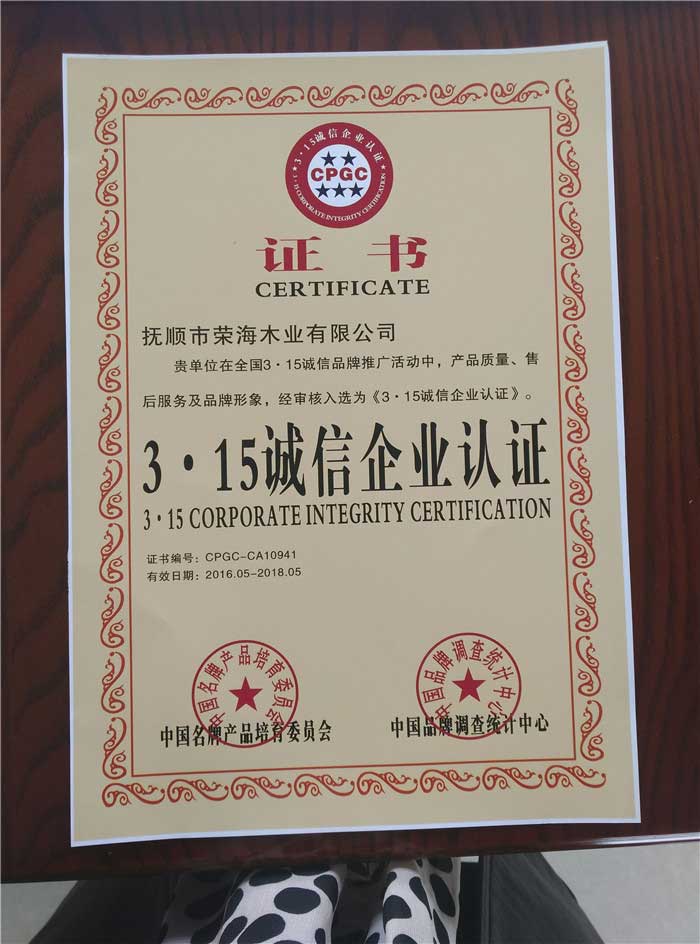 3·15诚信企业认证
CPGC
3·15 CORPORATE INTEGRITY CERTIFICATION
证书
CERTIFICATE
抚顺市荣海木业有限公司
贵单位在全国3·15诚信品牌推广活动中，产品质量、售
后服务及品牌形象，经审核入选为《3·15诚信企业认证》。
3·15诚信企业认证
3·15 CORPORATE INTEGRITY CERTIFICATION
证书编号：CPGC-CA10941
有效日期：2016.05-2018.05
中国名牌产品培育委员会
中国品牌调查统计中心
中国名牌产品培育委员会
中国品牌调查统计中心